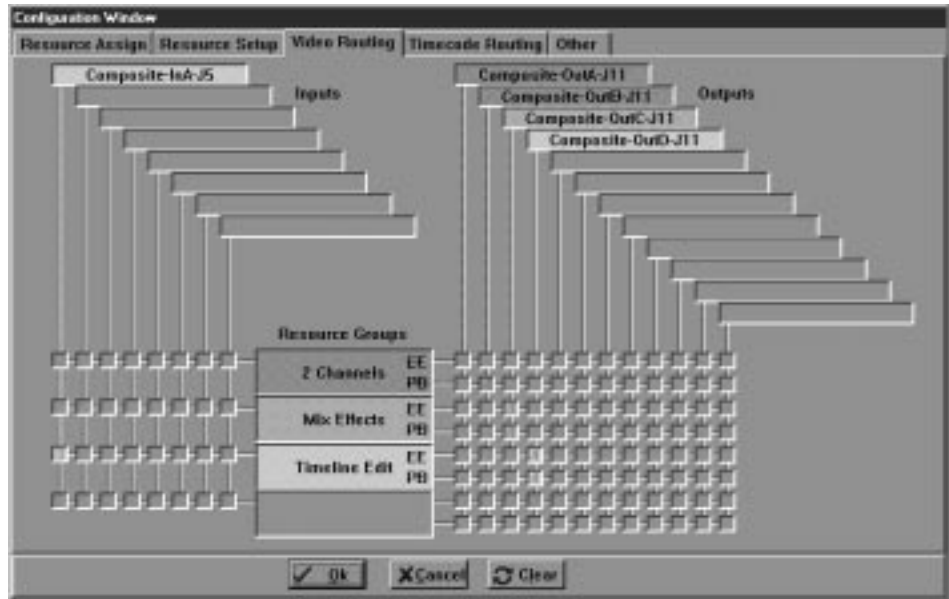 Configuration Window
Resource Assign Resource Setup Video Routing Timecode Routing Other
Composite-InA-J5
Inputs
Composite-OutA-J11
Composite-OutB-J11
Outputs
Composite-OutC-J11
Composite-OutD-J11
Resource Groups
2 Channels EE PB
Mix Effects EE PB
Timeline Edit EE PB
Ok Cancel Clear